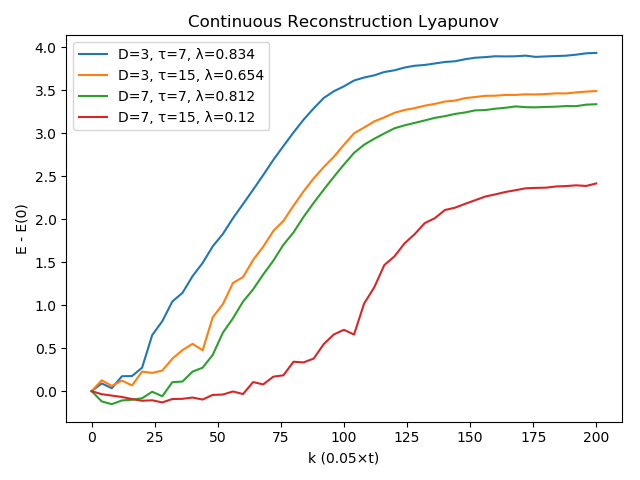 Continuous Reconstruction Lyapunov
D=3, τ=7, λ=0.834
D=3, τ=15, λ=0.654
D=7, τ=7, λ=0.812
D=7, τ=15, λ=0.12
E - E(0)
4.0
3.5
3.0
2.5
2.0
1.5
1.0
0.5
0.0
0 25 50 75 100 125 150 175 200
k (0.05×t)